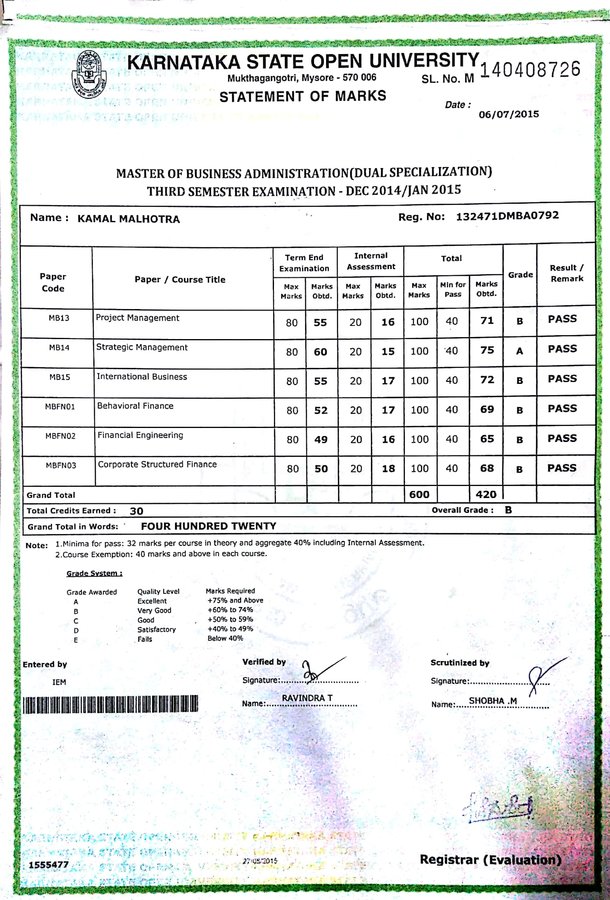 KARNATAKA STATE OPEN UNIVERSITY
Mukthagangotri, Mysore - 570 006
SL. No. M 140408726
STATEMENT OF MARKS
Date :
06/07/2015
MASTER OF BUSINESS ADMINISTRATION(DUAL SPECIALIZATION)
THIRD SEMESTER EXAMINATION - DEC 2014/JAN 2015
Name : KAMAL MALHOTRA Reg. No: 132471DMBA0792
Paper Code Paper / Course Title Term End Examination Internal Assessment Total Grade Result / Remark
Max Marks Marks Obtd. Max Marks Marks Obtd. Max Marks Min for Pass Marks Obtd.
MB13 Project Management 80 55 20 16 100 40 71 B PASS
MB14 Strategic Management 80 60 20 15 100 40 75 A PASS
MB15 International Business 80 55 20 17 100 40 72 B PASS
MBFN01 Behavioral Finance 80 52 20 17 100 40 69 B PASS
MBFN02 Financial Engineering 80 49 20 16 100 40 65 B PASS
MBFN03 Corporate Structured Finance 80 50 20 18 100 40 68 B PASS
Grand Total 600 420
Total Credits Earned : 30 Overall Grade : B
Grand Total in Words: FOUR HUNDRED TWENTY
Note: 1.Minima for pass: 32 marks per course in theory and aggregate 40% including Internal Assessment.
2.Course Exemption: 40 marks and above in each course.
Grade System :
Grade Awarded Quality Level Marks Required
A Excellent +75% and Above
B Very Good +60% to 74%
C Good +50% to 59%
D Satisfactory +40% to 49%
E Fails Below 40%
Entered by Verified by Scrutinized by
IEM Signature: Signature:
Name: RAVINDRA T Name: SHOBHA .M
1555477 Registrar (Evaluation)